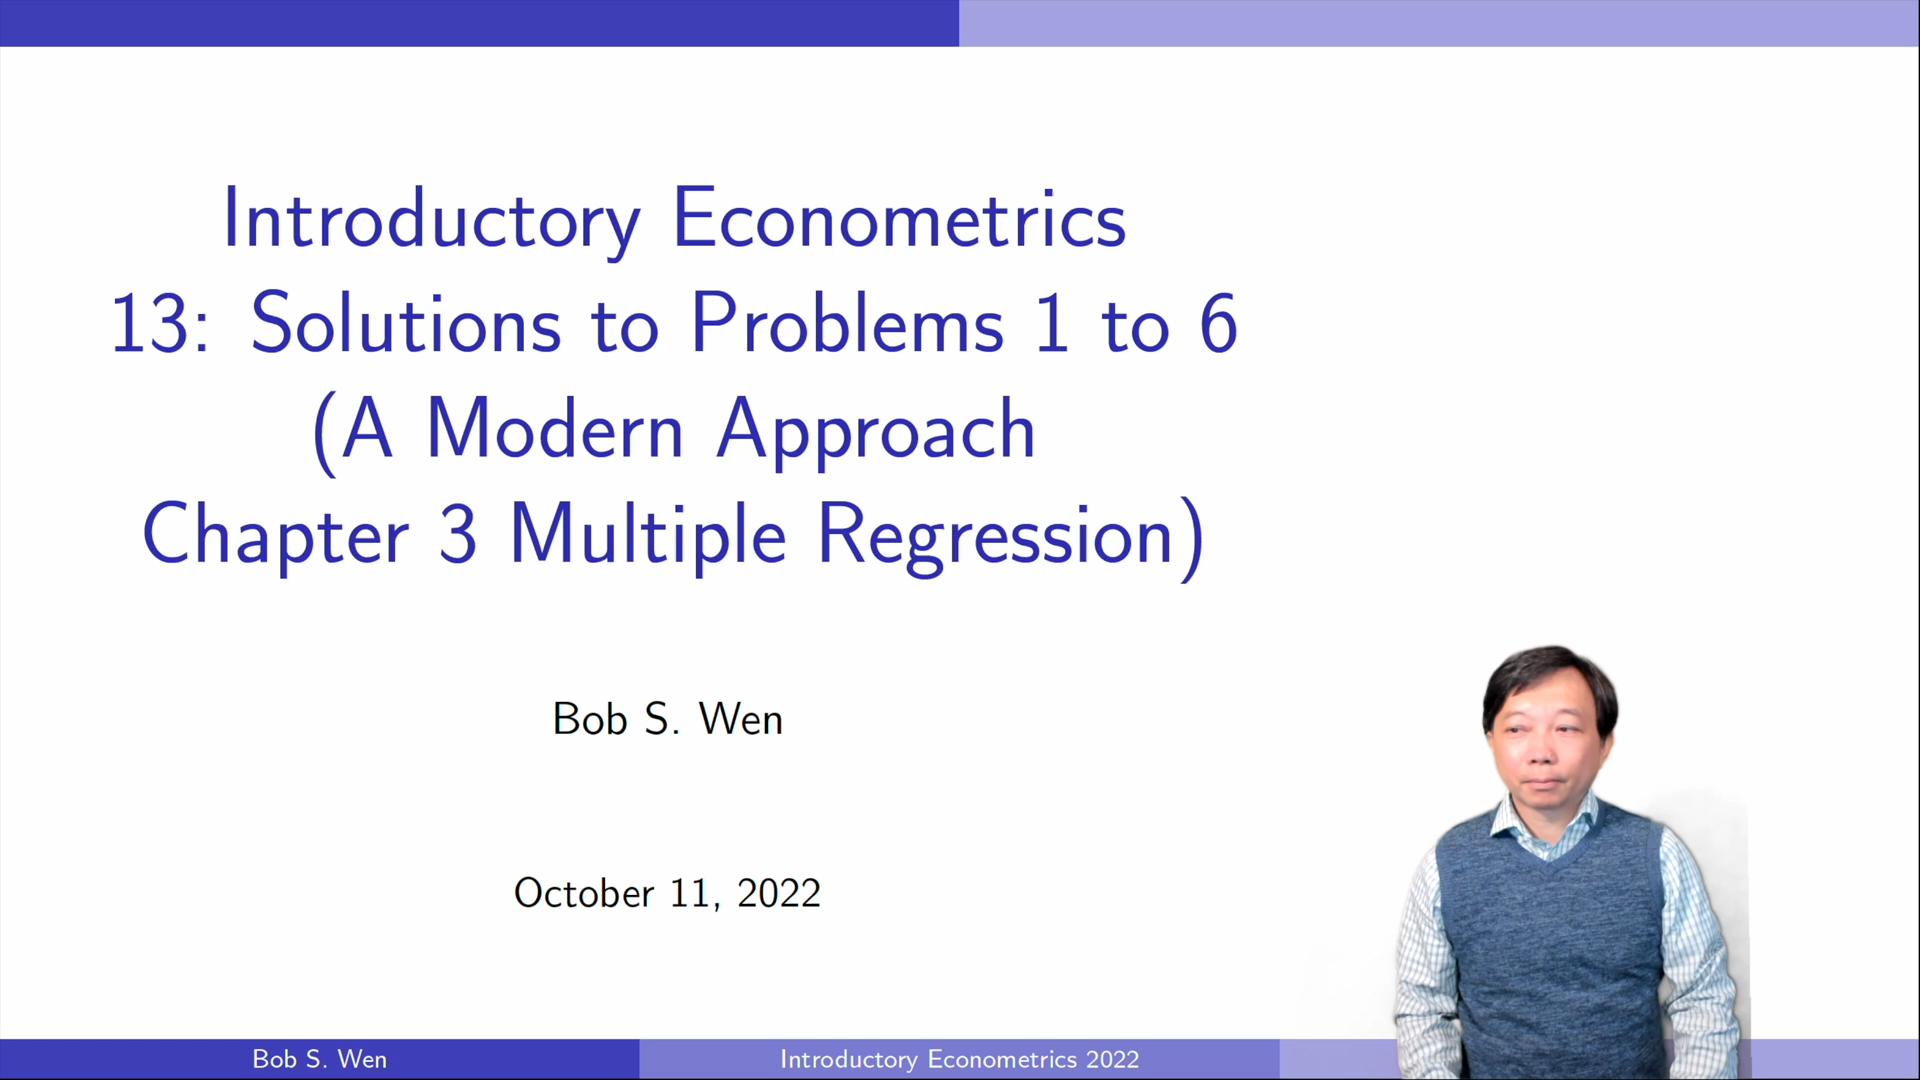 Introductory Econometrics
13: Solutions to Problems 1 to 6
(A Modern Approach
Chapter 3 Multiple Regression)
Bob S. Wen
October 11, 2022
Bob S. Wen
Introductory Econometrics 2022